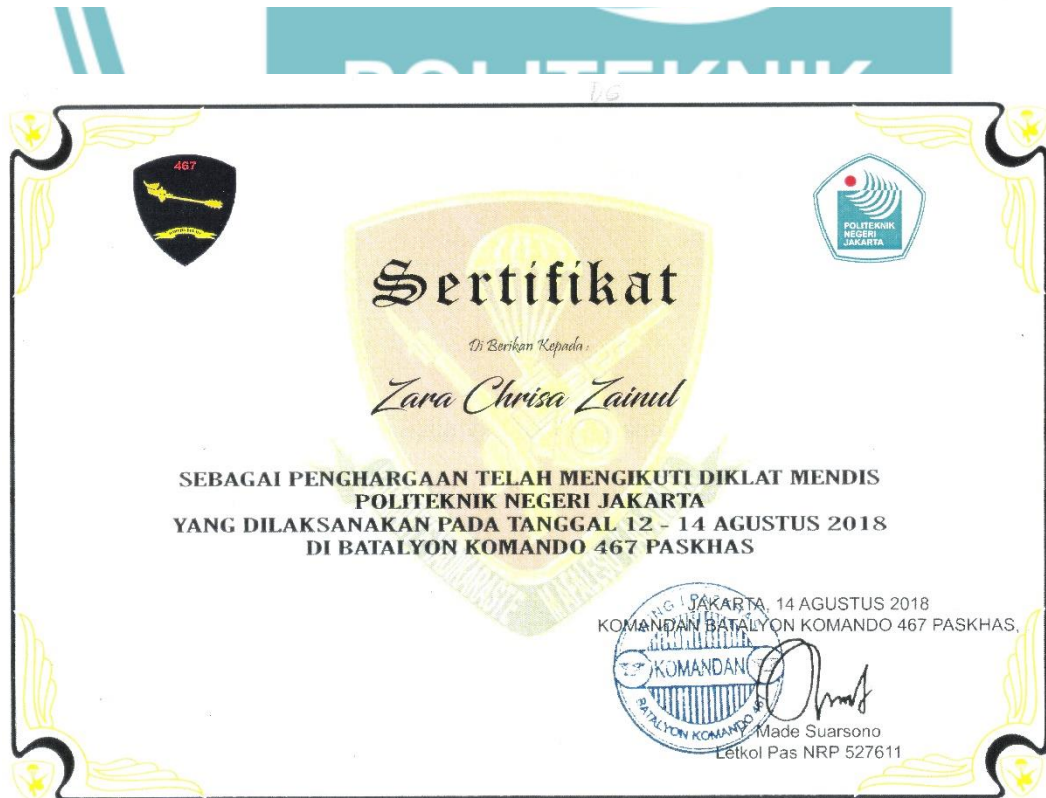 POLITEKNIK
467
POLITEKNIK
NEGERI
JAKARTA
Sertifikat
Di Berikan Kepada :
Zara Chrisa Zainul
SEBAGAI PENGHARGAAN TELAH MENGIKUTI DIKLAT MENDIS
POLITEKNIK NEGERI JAKARTA
YANG DILAKSANAKAN PADA TANGGAL 12 - 14 AGUSTUS 2018
DI BATALYON KOMANDO 467 PASKHAS
JAKARTA, 14 AGUSTUS 2018
KOMANDAN BATALYON KOMANDO 467 PASKHAS,
KOMANDAN
BATALYON KOMANDO 467
Made Suarsono
Letkol Pas NRP 527611